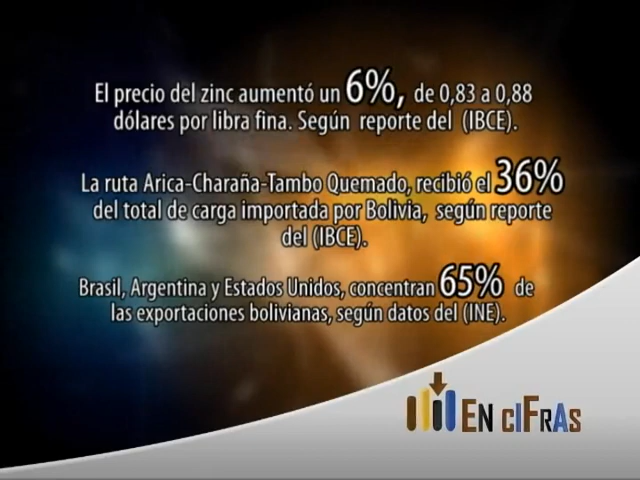 El precio del zinc aumentó un 6%, de 0,83 a 0,88
dólares por libra fina. Según reporte del (IBCE).
La ruta Arica-Charaña-Tambo Quemado, recibió el 36%
del total de carga importada por Bolivia, según reporte
del (IBCE).
Brasil, Argentina y Estados Unidos, concentran 65% de
las exportaciones bolivianas, según datos del (INE).
EN CIFRAS